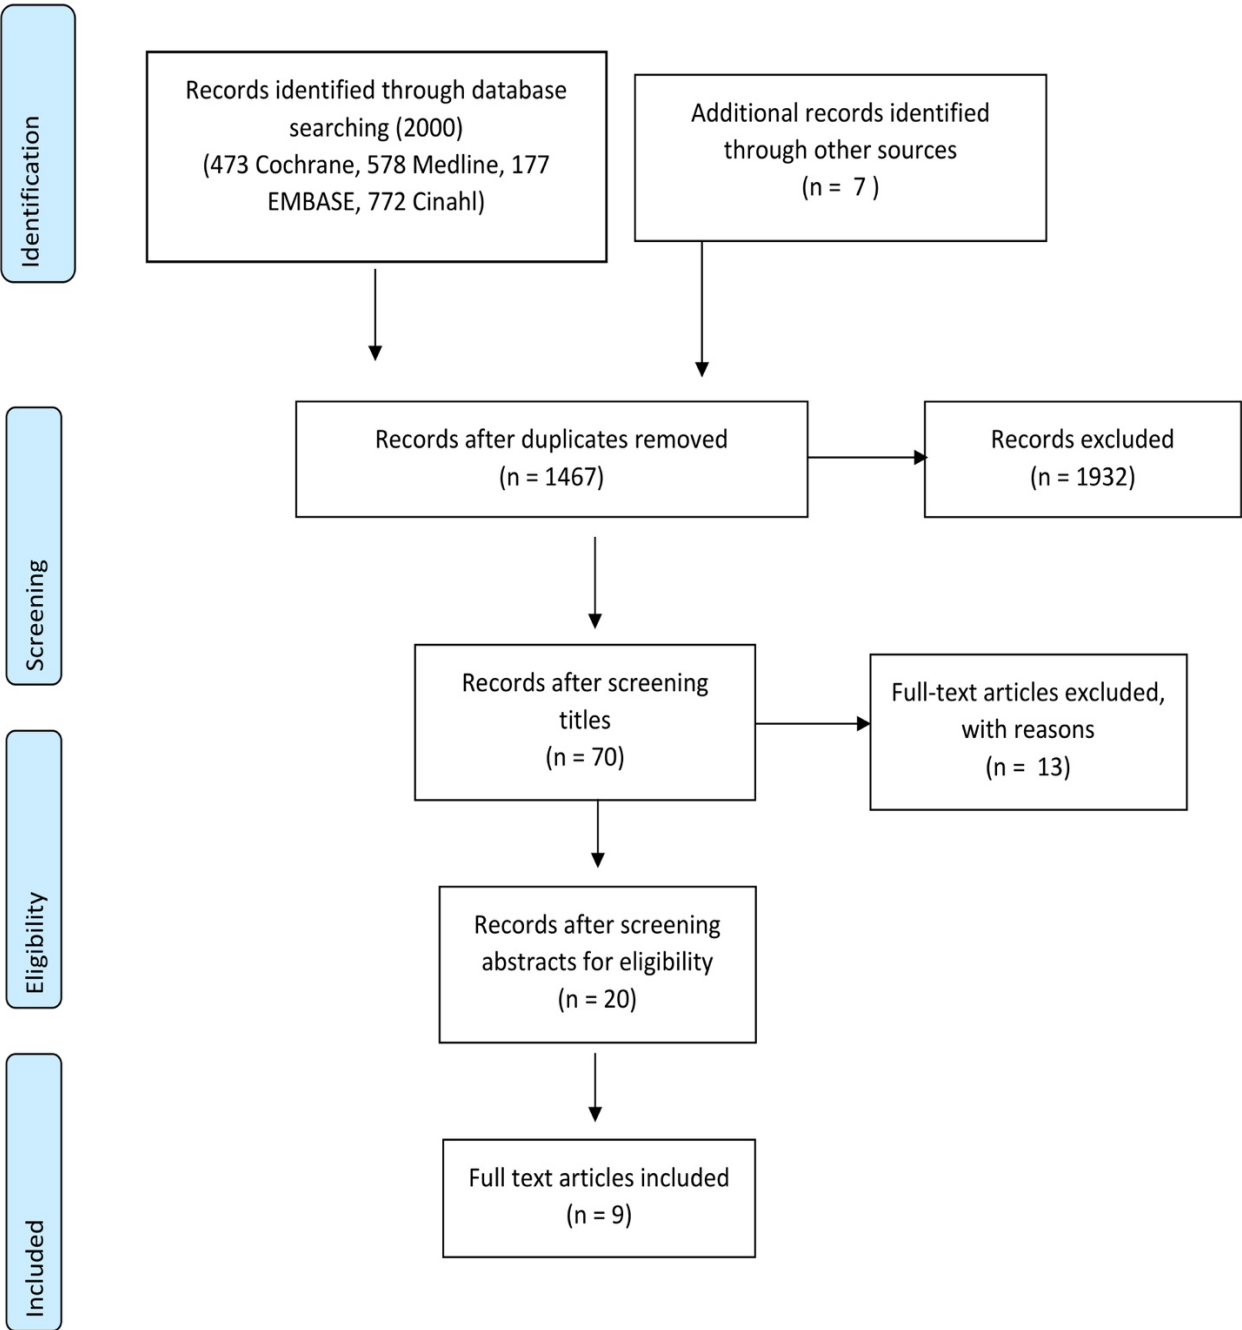 Identification
Records identified through database
searching (2000)
(473 Cochrane, 578 Medline, 177
EMBASE, 772 Cinahl)
Additional records identified
through other sources
(n =  7 )
Screening
Records after duplicates removed
(n = 1467)
Records excluded
(n = 1932)
Records after screening
titles
(n = 70)
Full-text articles excluded,
with reasons
(n =  13)
Eligibility
Records after screening
abstracts for eligibility
(n = 20)
Included
Full text articles included
(n = 9)